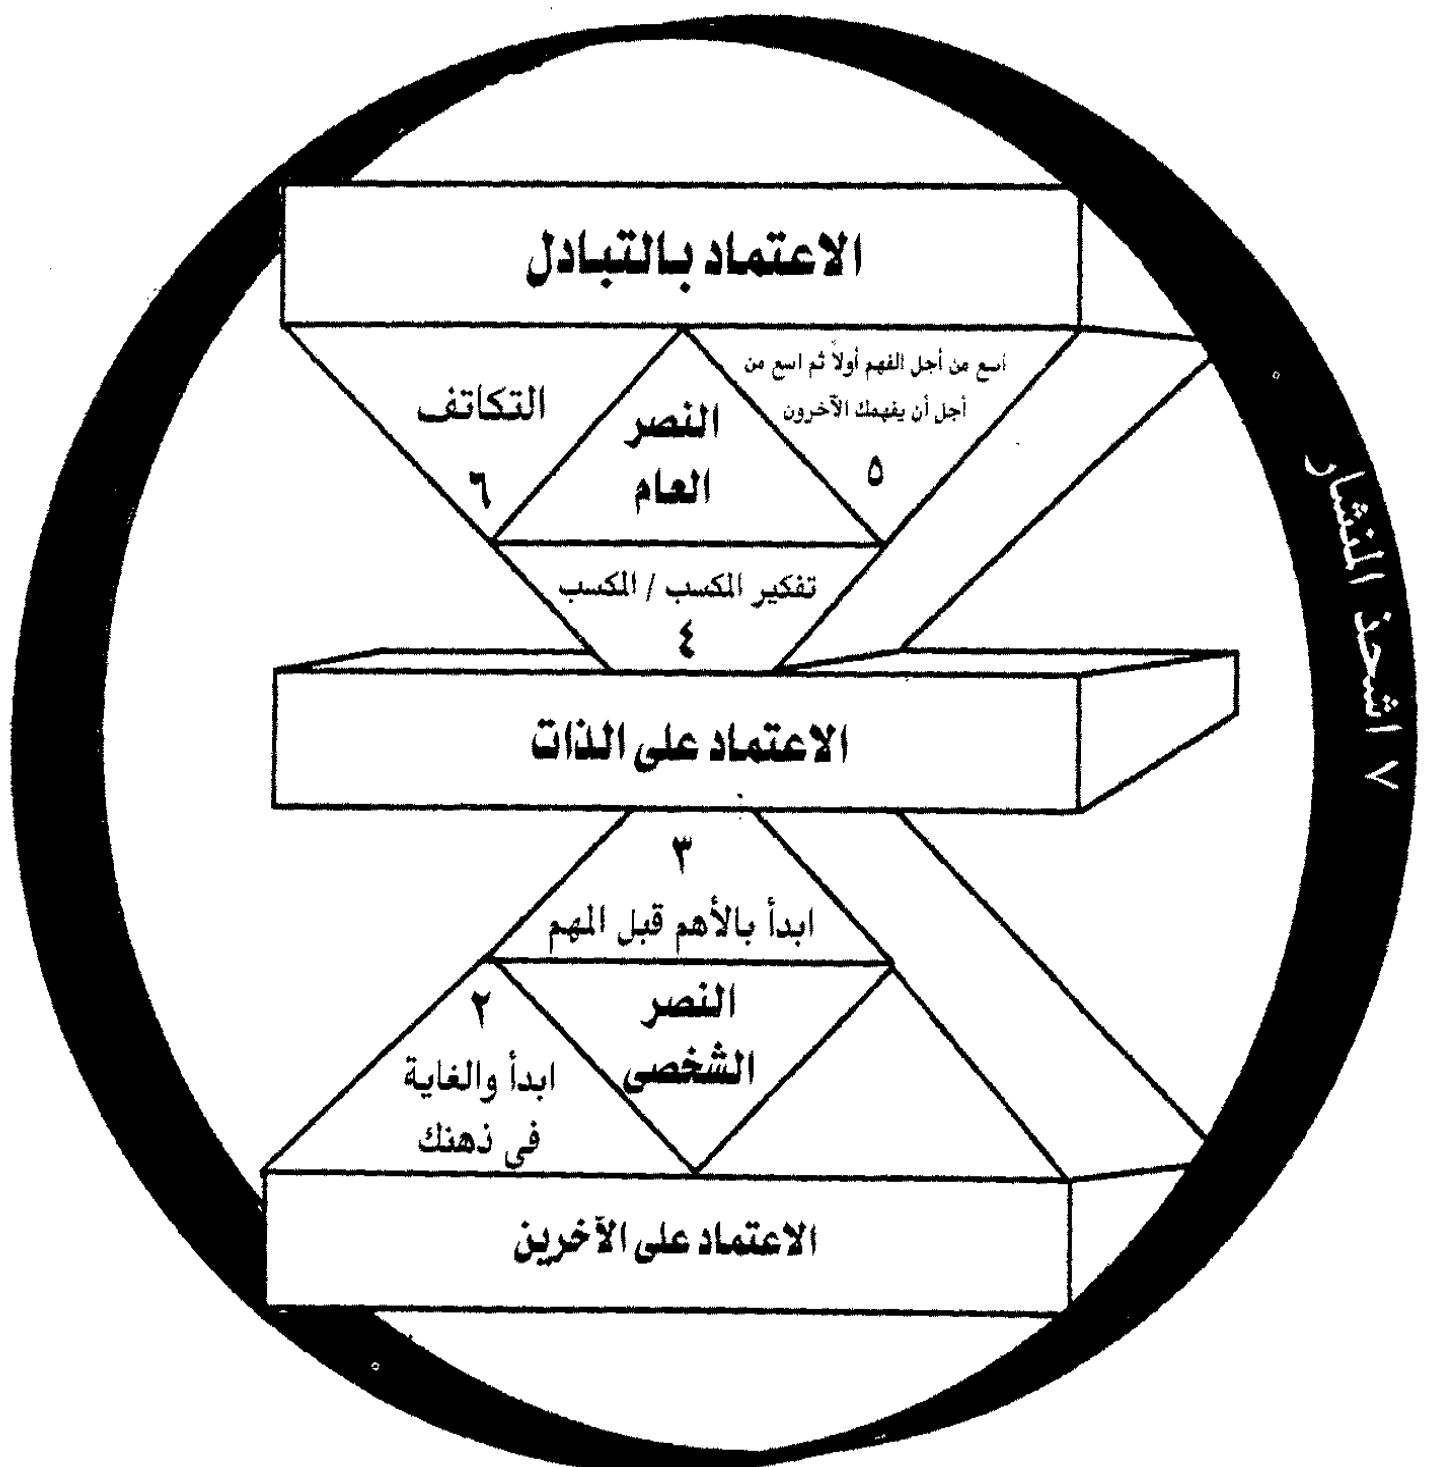 الاعتماد بالتبادل
اسع من أجل الفهم أولاً ثم اسع من
أجل أن يفهمك الآخرون
٥
النصر
العام
التكاتف
٦
تفكير المكسب / المكسب
٤
الاعتماد على الذات
٣
ابدأ بالأهم قبل المهم
النصر
الشخصى
٢
ابدأ والغاية
فى ذهنك
الاعتماد على الآخرين
٧ اشحذ المنشار